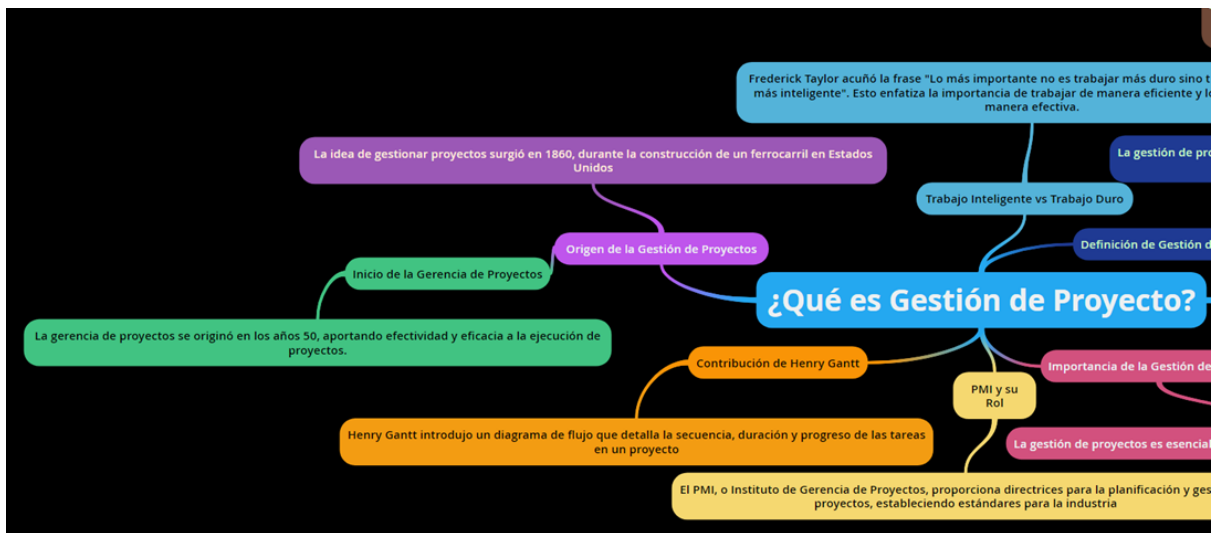 Frederick Taylor acuñó la frase "Lo más importante no es trabajar más duro sino
más inteligente". Esto enfatiza la importancia de trabajar de manera eficiente y
manera efectiva.
La idea de gestionar proyectos surgió en 1860, durante la construcción de un ferrocarril en Estados
Unidos
La gestión de
Trabajo Inteligente vs Trabajo Duro
Origen de la Gestión de Proyectos
Definición de Gestión
Inicio de la Gerencia de Proyectos
¿Qué es Gestión de Proyecto?
La gerencia de proyectos se originó en los años 50, aportando efectividad y eficacia a la ejecución de
proyectos.
Contribución de Henry Gantt
Importancia de la Gestión de
PMI y su
Rol
Henry Gantt introdujo un diagrama de flujo que detalla la secuencia, duración y progreso de las tareas
en un proyecto
La gestión de proyectos es esencial
El PMI, o Instituto de Gerencia de Proyectos, proporciona directrices para la planificación y
proyectos, estableciendo estándares para la industria